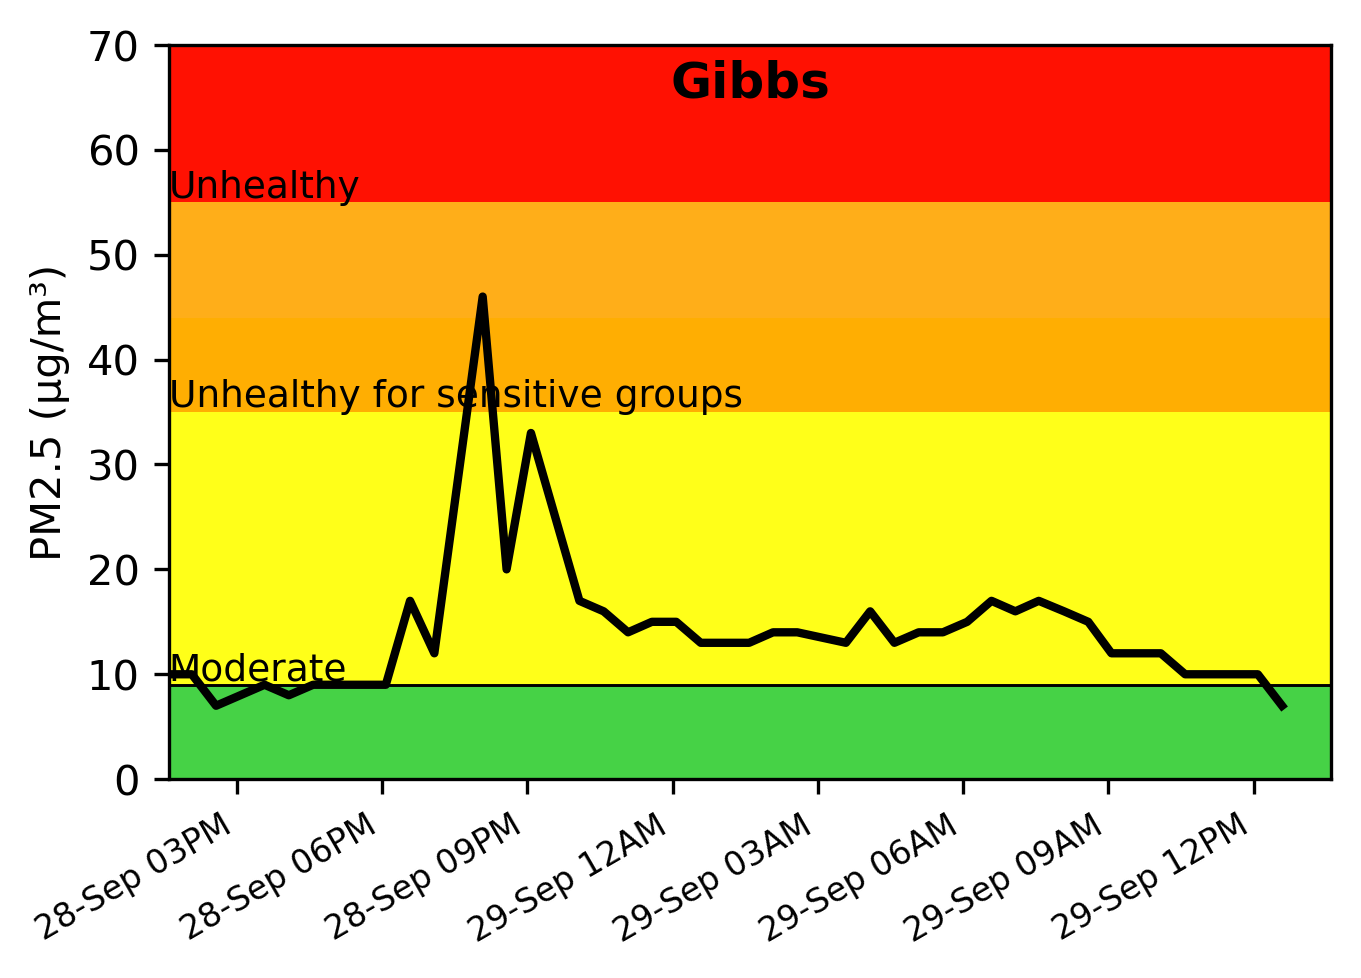 Gibbs
PM2.5 (µg/m³)
70
60
50
40
30
20
10
0
Unhealthy
Unhealthy for sensitive groups
Moderate
28-Sep 03PM
28-Sep 06PM
28-Sep 09PM
29-Sep 12AM
29-Sep 03AM
29-Sep 06AM
29-Sep 09AM
29-Sep 12PM